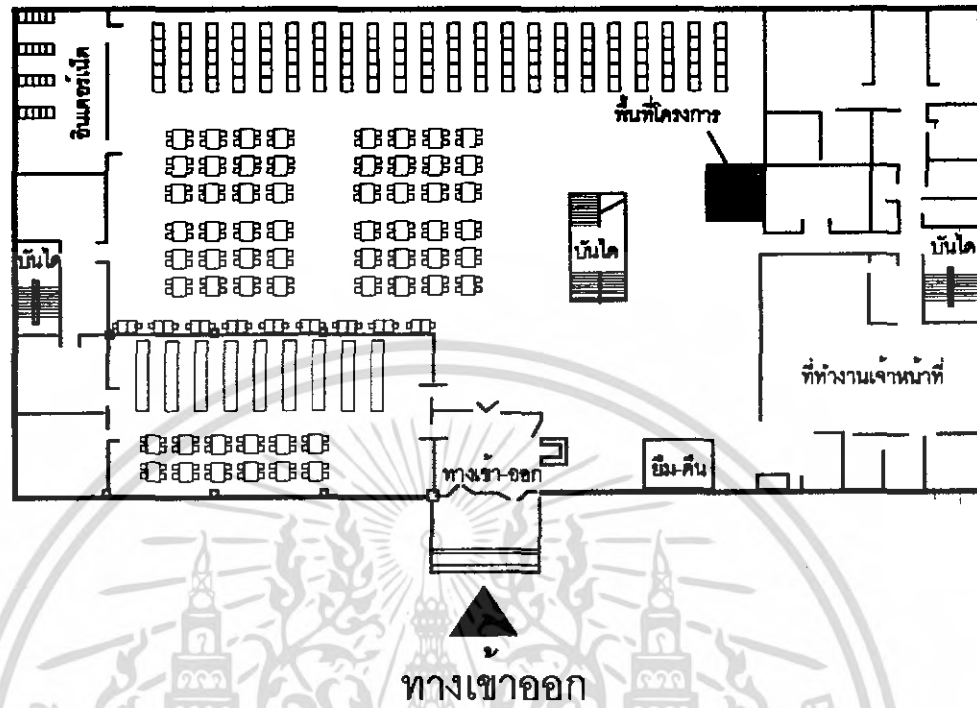 อินเตอร์เน็ต
พื้นที่โครงการ
บันได
บันได
บันได
ที่ทำงานเจ้าหน้าที่
ทางเข้า-ออก
ยืม-คืน
ทางเข้าออก